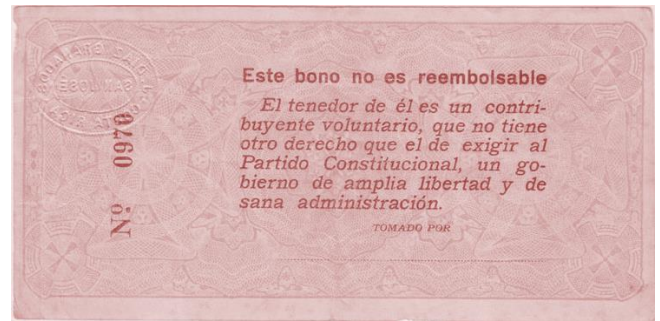 Este bono no es reembolsable
El tenedor de él es un contri-
buyente voluntario, que no tiene
otro derecho que el de exigir al
Partido Constitucional, un go-
bierno de amplia libertad y de
sana administración.
TOMADO POR
Nº 0970